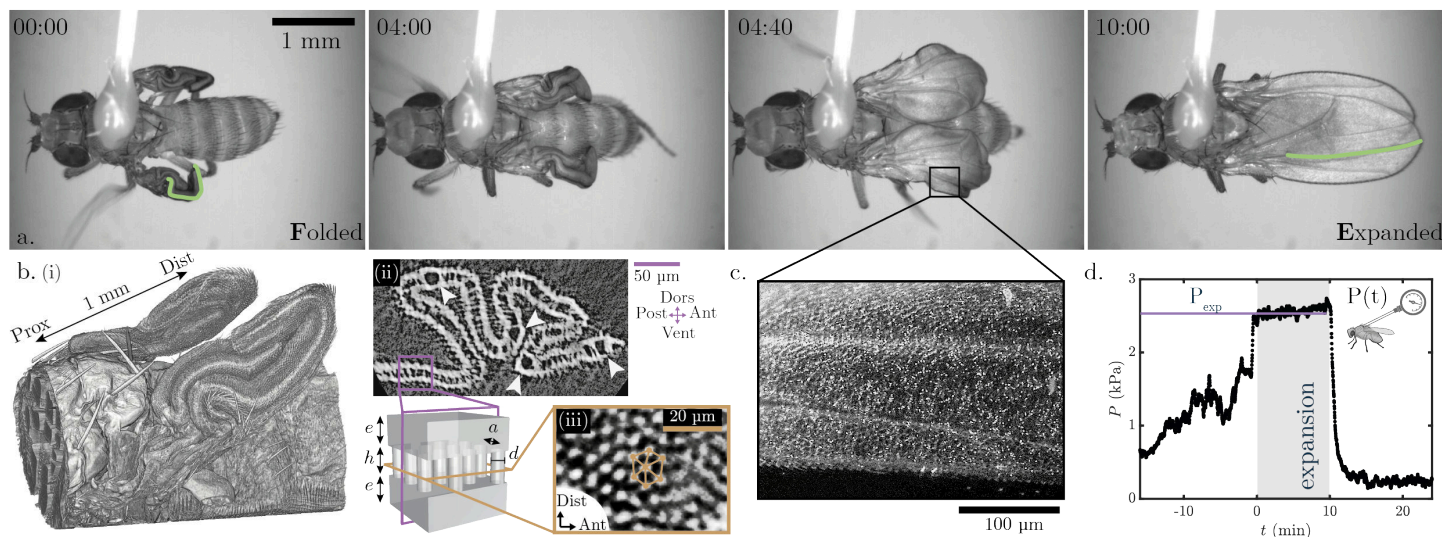 00:00
1 mm
a.
Folded
04:00
04:40
10:00
Expanded
b. (i)
Prox
1 mm
Dist
(ii)
50 µm
Dors
Post
Ant
Vent
e
h
e
a
d
(iii)
20 µm
Dist
Ant
c.
100 µm
d.
P (kPa)
3
2
1
0
-10
0
10
20
t (min)
Pexp
P(t)
expansion